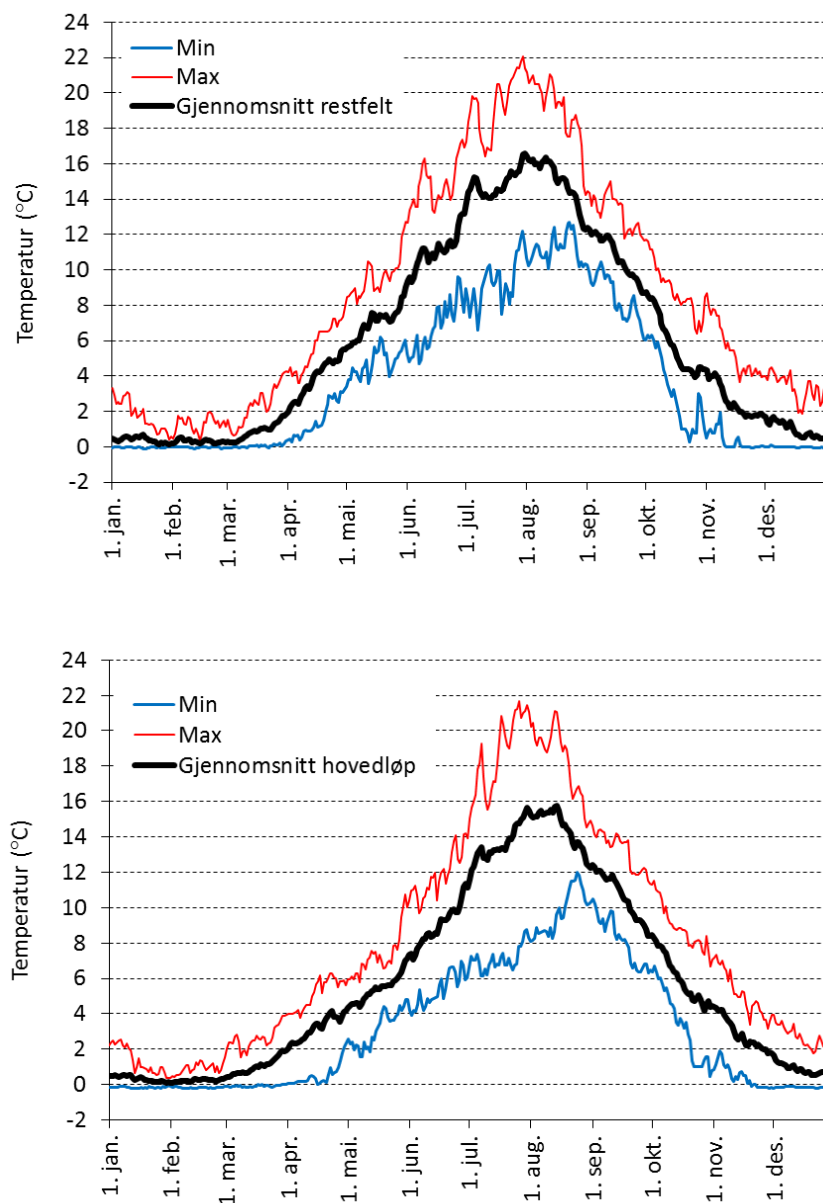 24
22
20
18
16
14
12
10
8
6
4
2
0
-2
Temperatur (°C)
Min
Max
Gjennomsnitt restfelt
1. jan.
1. feb.
1. mar.
1. apr.
1. mai.
1. jun.
1. jul.
1. aug.
1. sep.
1. okt.
1. nov.
1. des.
24
22
20
18
16
14
12
10
8
6
4
2
0
-2
Temperatur (°C)
Min
Max
Gjennomsnitt hovedløp
1. jan.
1. feb.
1. mar.
1. apr.
1. mai.
1. jun.
1. jul.
1. aug.
1. sep.
1. okt.
1. nov.
1. des.